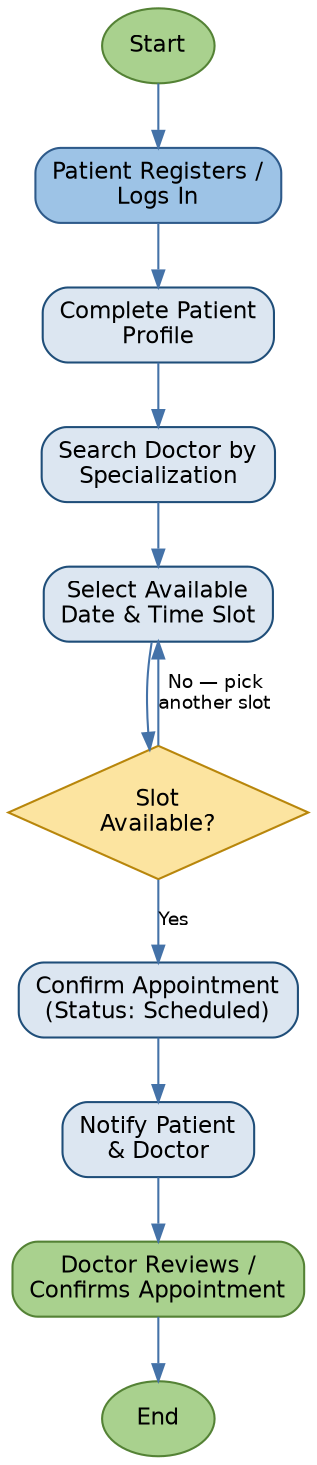 Start
Patient Registers /
Logs In
Complete Patient
Profile
Search Doctor by
Specialization
Select Available
Date & Time Slot
No — pick
another slot
Slot
Available?
Yes
Confirm Appointment
(Status: Scheduled)
Notify Patient
& Doctor
Doctor Reviews /
Confirms Appointment
End